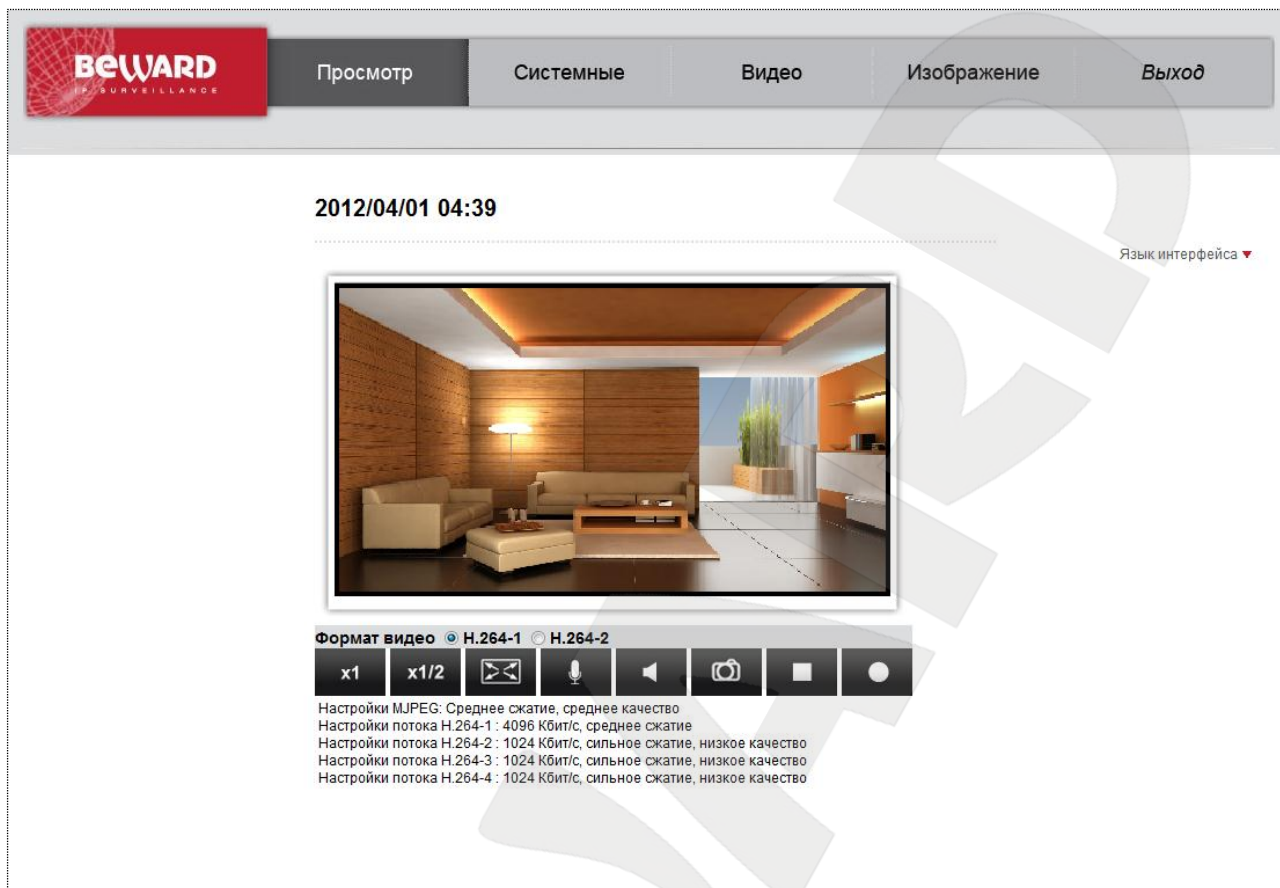 BEWARD
IP SURVEILLANCE
Просмотр
Системные
Видео
Изображение
Выход
2012/04/01 04:39
Язык интерфейса
Формат видео H.264-1 H.264-2
x1 x1/2
Настройки MJPEG: Среднее сжатие, среднее качество
Настройки потока H.264-1 : 4096 Кбит/с, среднее сжатие
Настройки потока H.264-2 : 1024 Кбит/с, сильное сжатие, низкое качество
Настройки потока H.264-3 : 1024 Кбит/с, сильное сжатие, низкое качество
Настройки потока H.264-4 : 1024 Кбит/с, сильное сжатие, низкое качество